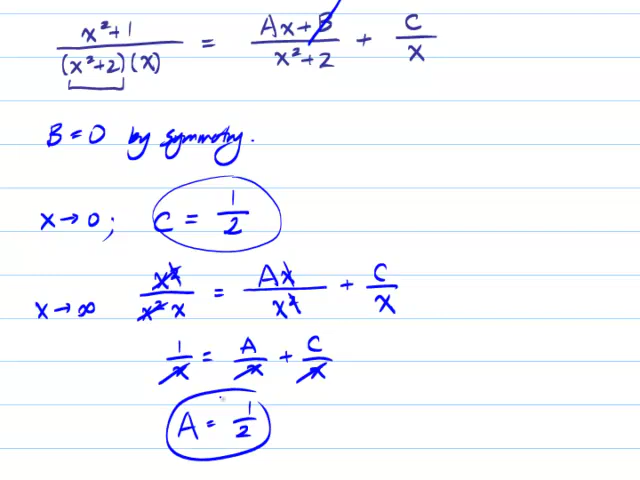 x²+1 / (x²+2)(x) = Ax+B / x²+2 + C / x
B = 0 by symmetry.
x → 0; C = 1/2
x → ∞ x²/x² x = Ax/x² + C/x
1/x = A/x + C/x
A = 1/2